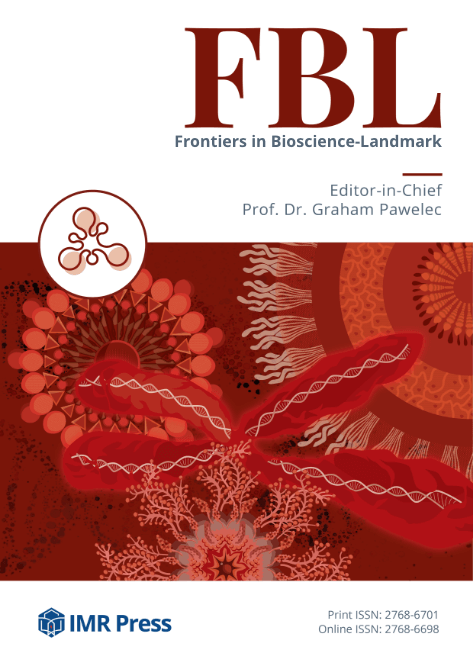 FBL
Frontiers in Bioscience-Landmark
Editor-in-Chief
Prof. Dr. Graham Pawelec
IMR Press
Print ISSN: 2768-6701
Online ISSN: 2768-6698